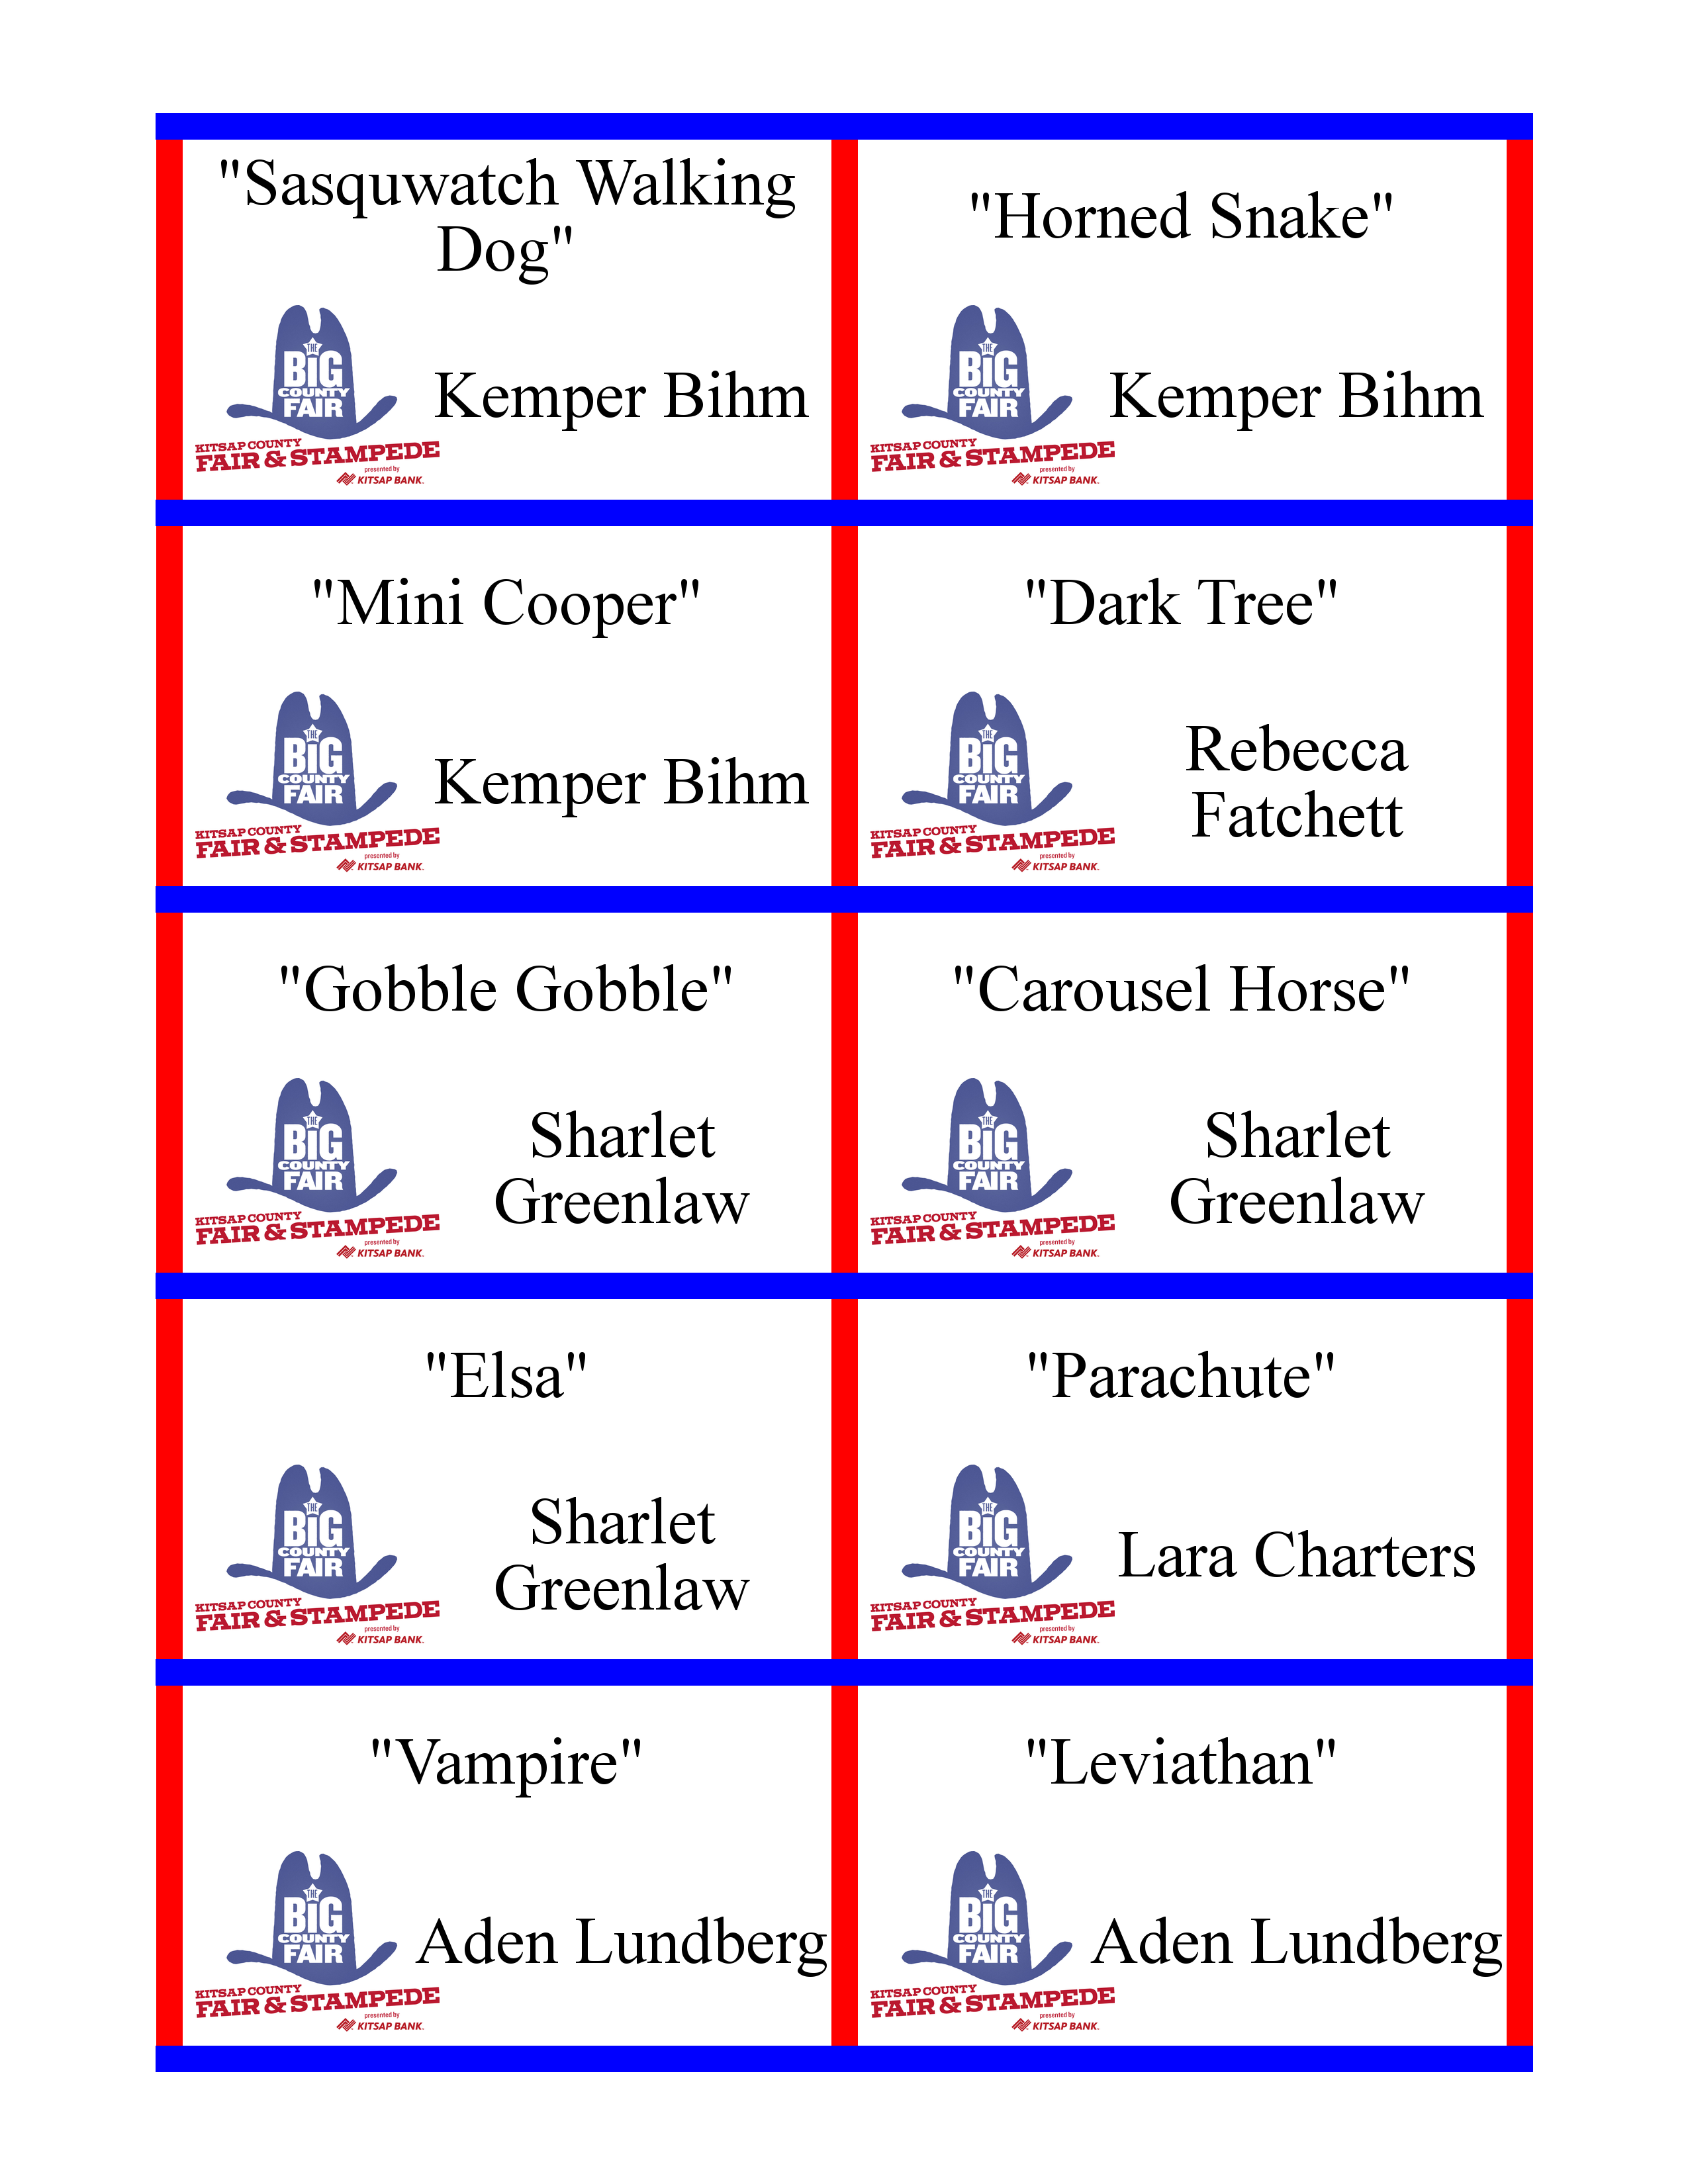 "Sasquwatch Walking
Dog"
THE
BIG
COUNTY
FAIR
Kemper Bihm
KITSAP COUNTY
FAIR & STAMPEDE
presented by
KITSAP BANK.
"Horned Snake"
THE
BIG
COUNTY
FAIR
Kemper Bihm
KITSAP COUNTY
FAIR & STAMPEDE
presented by
KITSAP BANK.
"Mini Cooper"
THE
BIG
COUNTY
FAIR
Kemper Bihm
KITSAP COUNTY
FAIR & STAMPEDE
presented by
KITSAP BANK.
"Dark Tree"
THE
BIG
COUNTY
FAIR
Rebecca
Fatchett
KITSAP COUNTY
FAIR & STAMPEDE
presented by
KITSAP BANK.
"Gobble Gobble"
THE
BIG
COUNTY
FAIR
Sharlet
Greenlaw
KITSAP COUNTY
FAIR & STAMPEDE
presented by
KITSAP BANK.
"Carousel Horse"
THE
BIG
COUNTY
FAIR
Sharlet
Greenlaw
KITSAP COUNTY
FAIR & STAMPEDE
presented by
KITSAP BANK.
"Elsa"
THE
BIG
COUNTY
FAIR
Sharlet
Greenlaw
KITSAP COUNTY
FAIR & STAMPEDE
presented by
KITSAP BANK.
"Parachute"
THE
BIG
COUNTY
FAIR
Lara Charters
KITSAP COUNTY
FAIR & STAMPEDE
presented by
KITSAP BANK.
"Vampire"
THE
BIG
COUNTY
FAIR
Aden Lundberg
KITSAP COUNTY
FAIR & STAMPEDE
presented by
KITSAP BANK.
"Leviathan"
THE
BIG
COUNTY
FAIR
Aden Lundberg
KITSAP COUNTY
FAIR & STAMPEDE
presented by
KITSAP BANK.